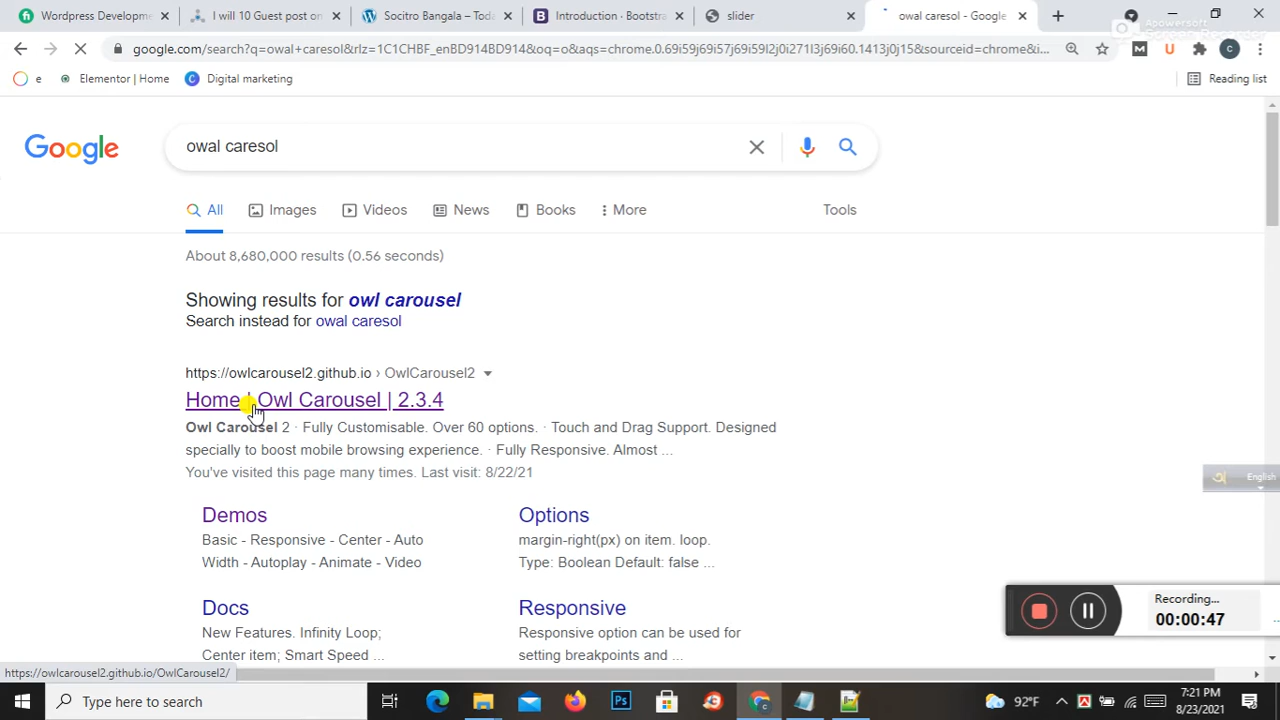 Wordpress Developm
I will 10 Guest post on
Socitro Bangala – Toda
Introduction · Bootstra
slider
owal caresol - Google
Apowersoft
Screen Recorder
google.com/search?q=owal+caresol&rlz=1C1CHBF_enBD914BD914&oq=o&aqs=chrome.0.69i59j69i57j69i59l2j0i271l3j69i60.1413j0j15&sourceid=chrome&i...
e
Elementor | Home
Digital marketing
Reading list
Google
owal caresol
All
Images
Videos
News
Books
More
Tools
About 8,680,000 results (0.56 seconds)
Showing results for owl carousel
Search instead for owal caresol
https://owlcarousel2.github.io › OwlCarousel2
Home | Owl Carousel | 2.3.4
Owl Carousel 2 · Fully Customisable. Over 60 options. · Touch and Drag Support. Designed
specially to boost mobile browsing experience. · Fully Responsive. Almost ...
You've visited this page many times. Last visit: 8/22/21
Demos
Basic - Responsive - Center - Auto
Width - Autoplay - Animate - Video
Options
margin-right(px) on item. loop.
Type: Boolean Default: false ...
Docs
New Features. Infinity Loop;
Center item; Smart Speed ...
Responsive
Responsive option can be used for
setting breakpoints and ...
English
Recording...
00:00:47
https://owlcarousel2.github.io/OwlCarousel2/
Type here to search
92°F
7:21 PM
8/23/2021